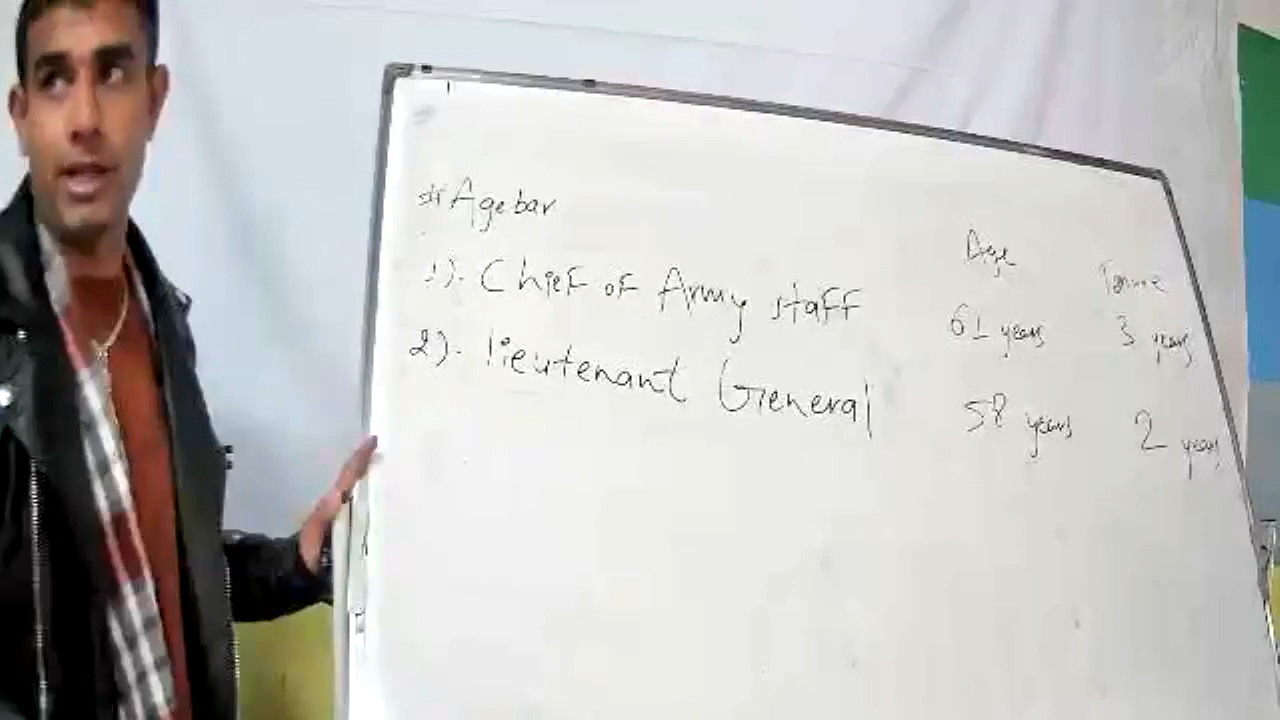 * Agebar
Age Tenure
1). Chief of Army staff 61 years 3 years
2). lieutenant General 58 years 2 years